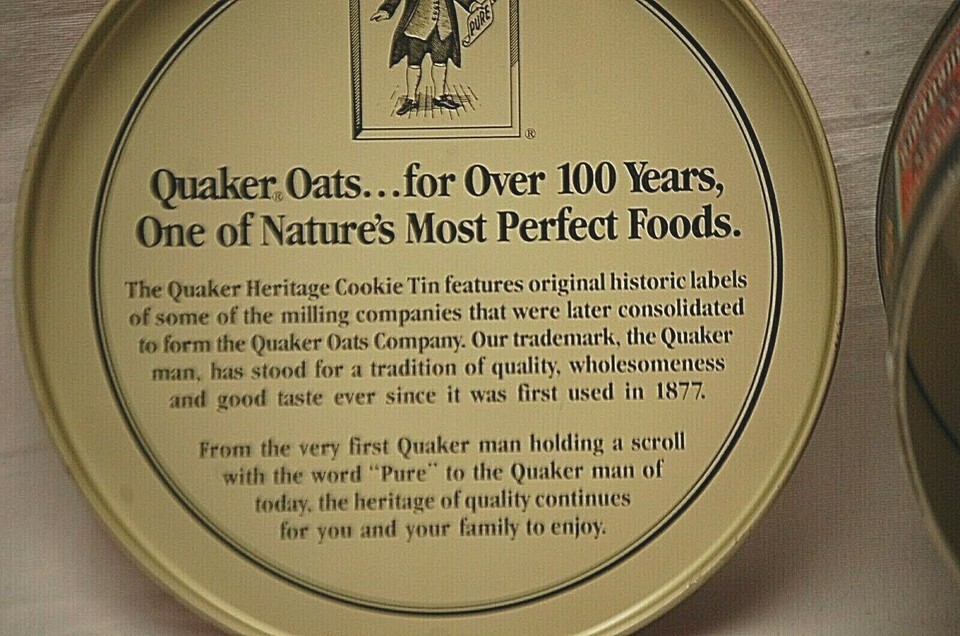 PURE
®
Quaker® Oats...for Over 100 Years,
One of Nature's Most Perfect Foods.
The Quaker Heritage Cookie Tin features original historic labels
of some of the milling companies that were later consolidated
to form the Quaker Oats Company. Our trademark, the Quaker
man, has stood for a tradition of quality, wholesomeness
and good taste ever since it was first used in 1877.
From the very first Quaker man holding a scroll
with the word "Pure" to the Quaker man of
today, the heritage of quality continues
for you and your family to enjoy.